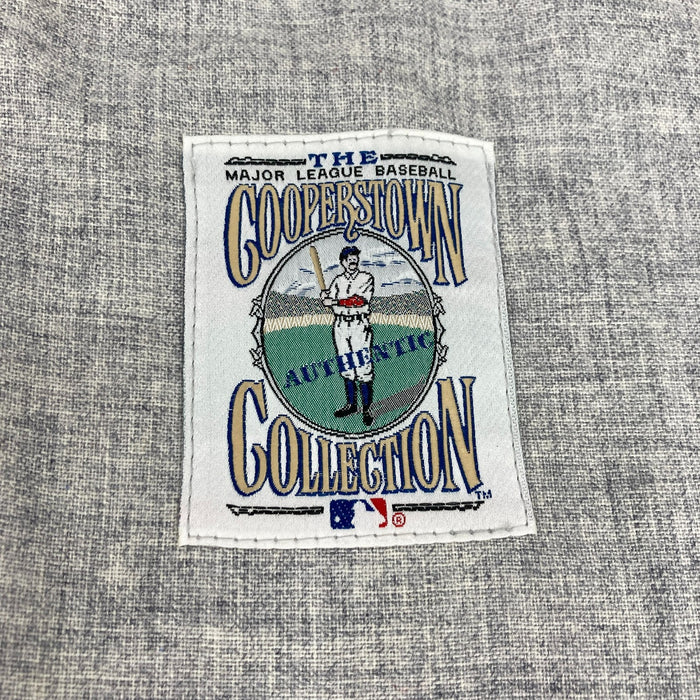 THE
MAJOR LEAGUE BASEBALL
COOPERSTOWN
AUTHENTIC
COLLECTION
TM
®